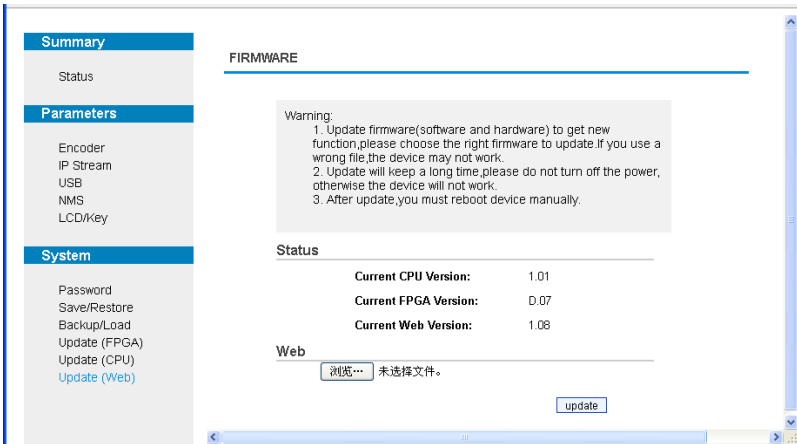 Summary
Status
Parameters
Encoder
IP Stream
USB
NMS
LCD/Key
System
Password
Save/Restore
Backup/Load
Update (FPGA)
Update (CPU)
Update (Web)
FIRMWARE
Warning:
1. Update firmware(software and hardware) to get new
function,please choose the right firmware to update.If you use a
wrong file,the device may not work.
2. Update will keep a long time,please do not turn off the power,
otherwise the device will not work.
3. After update,you must reboot device manually.
Status
Current CPU Version: 1.01
Current FPGA Version: D.07
Current Web Version: 1.08
Web
浏览… 未选择文件。
update